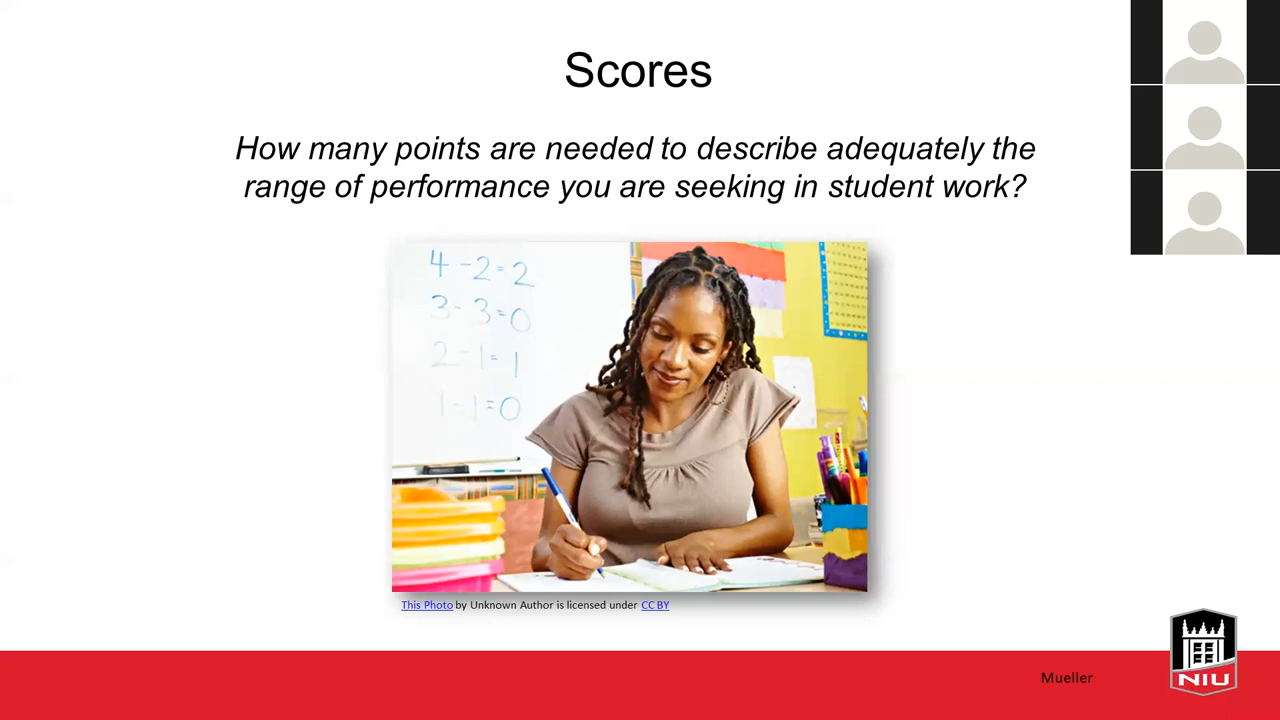 Scores
How many points are needed to describe adequately the
range of performance you are seeking in student work?
4-2=2
3-3=0
2-1=1
1-1=0
This Photo by Unknown Author is licensed under CC BY
Mueller
NIU